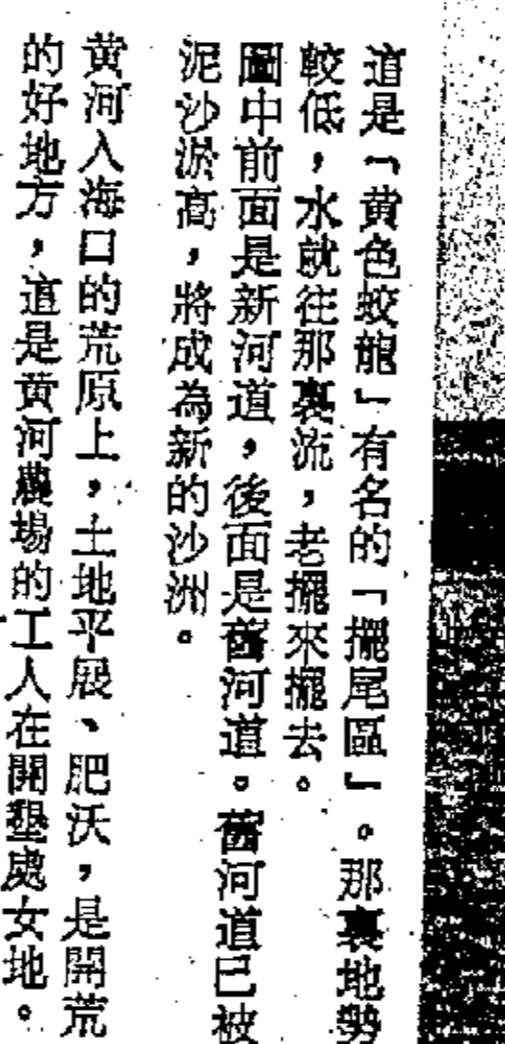 這是「黄色蛟龍」有名的「擺尾區」。那裏地勢
較低，水就往那裏流，老擺來擺去。
圖中前面是新河道，後面是舊河道。舊河道已被
泥沙淤高，將成為新的沙洲。
黄河入海口的荒原上，土地平展、肥沃，是開荒
的好地方，這是黄河農場的工人在開墾處女地。